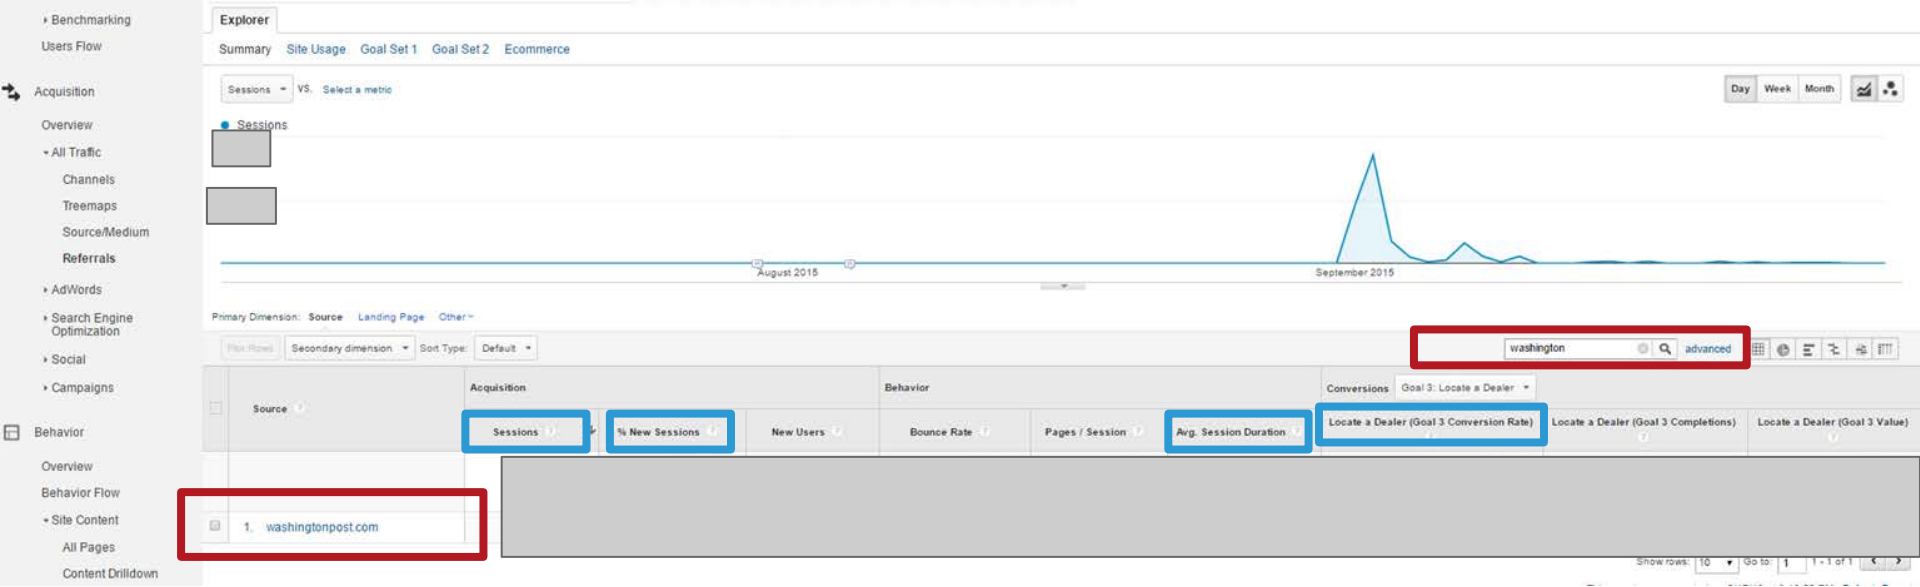 Benchmarking
Users Flow
Acquisition
Overview
All Traffic
Channels
Treemaps
Source/Medium
Referrals
AdWords
Search Engine
Optimization
Social
Campaigns
Behavior
Overview
Behavior Flow
Site Content
All Pages
Content Drilldown
Explorer
Summary Site Usage Goal Set 1 Goal Set 2 Ecommerce
Sessions VS. Select a metric
Day Week Month
Sessions
August 2015 September 2015
Primary Dimension: Source Landing Page Other
Plot Rows Secondary dimension Sort Type: Default washington advanced
Source
Acquisition Behavior Conversions Goal 3: Locate a Dealer
Sessions % New Sessions New Users Bounce Rate Pages / Session Avg. Session Duration Locate a Dealer (Goal 3 Conversion Rate) Locate a Dealer (Goal 3 Completions) Locate a Dealer (Goal 3 Value)
1. washingtonpost.com
Show rows: 10 Go to: 1 1 - 1 of 1